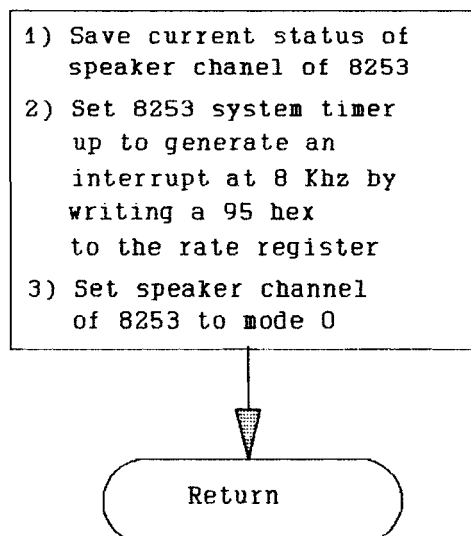 1) Save current status of
speaker chanel of 8253
2) Set 8253 system timer
up to generate an
interrupt at 8 Khz by
writing a 95 hex
to the rate register
3) Set speaker channel
of 8253 to mode 0
Return